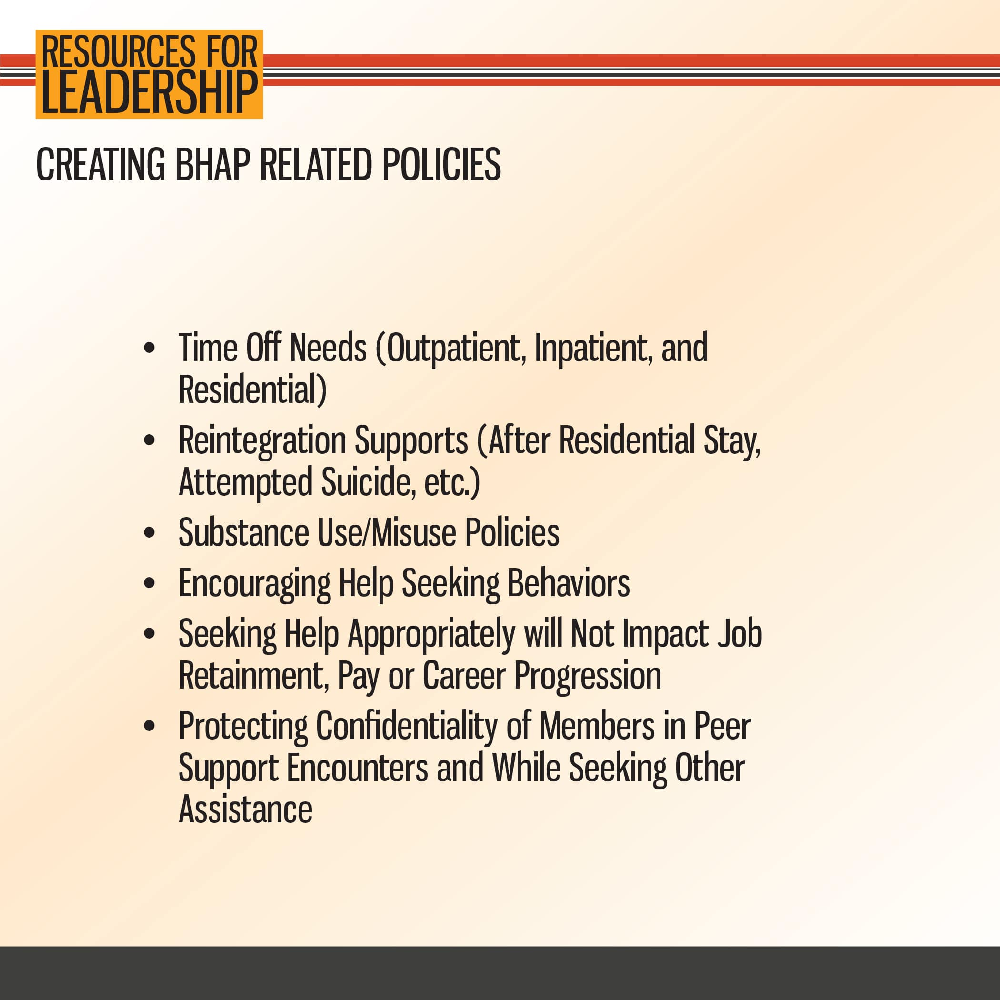 RESOURCES FOR
LEADERSHIP
CREATING BHAP RELATED POLICIES
• Time Off Needs (Outpatient, Inpatient, and
Residential)
• Reintegration Supports (After Residential Stay,
Attempted Suicide, etc.)
• Substance Use/Misuse Policies
• Encouraging Help Seeking Behaviors
• Seeking Help Appropriately will Not Impact Job
Retainment, Pay or Career Progression
• Protecting Confidentiality of Members in Peer
Support Encounters and While Seeking Other
Assistance